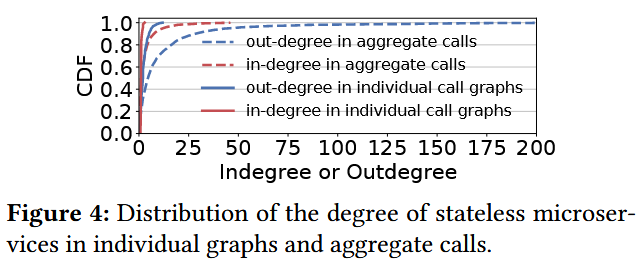 1.0
0.8
0.6
0.4
0.2
0.0
CDF
out-degree in aggregate calls
in-degree in aggregate calls
out-degree in individual call graphs
in-degree in individual call graphs
0 25 50 75 100 125 150 175 200
Indegree or Outdegree
Figure 4: Distribution of the degree of stateless microser-
vices in individual graphs and aggregate calls.